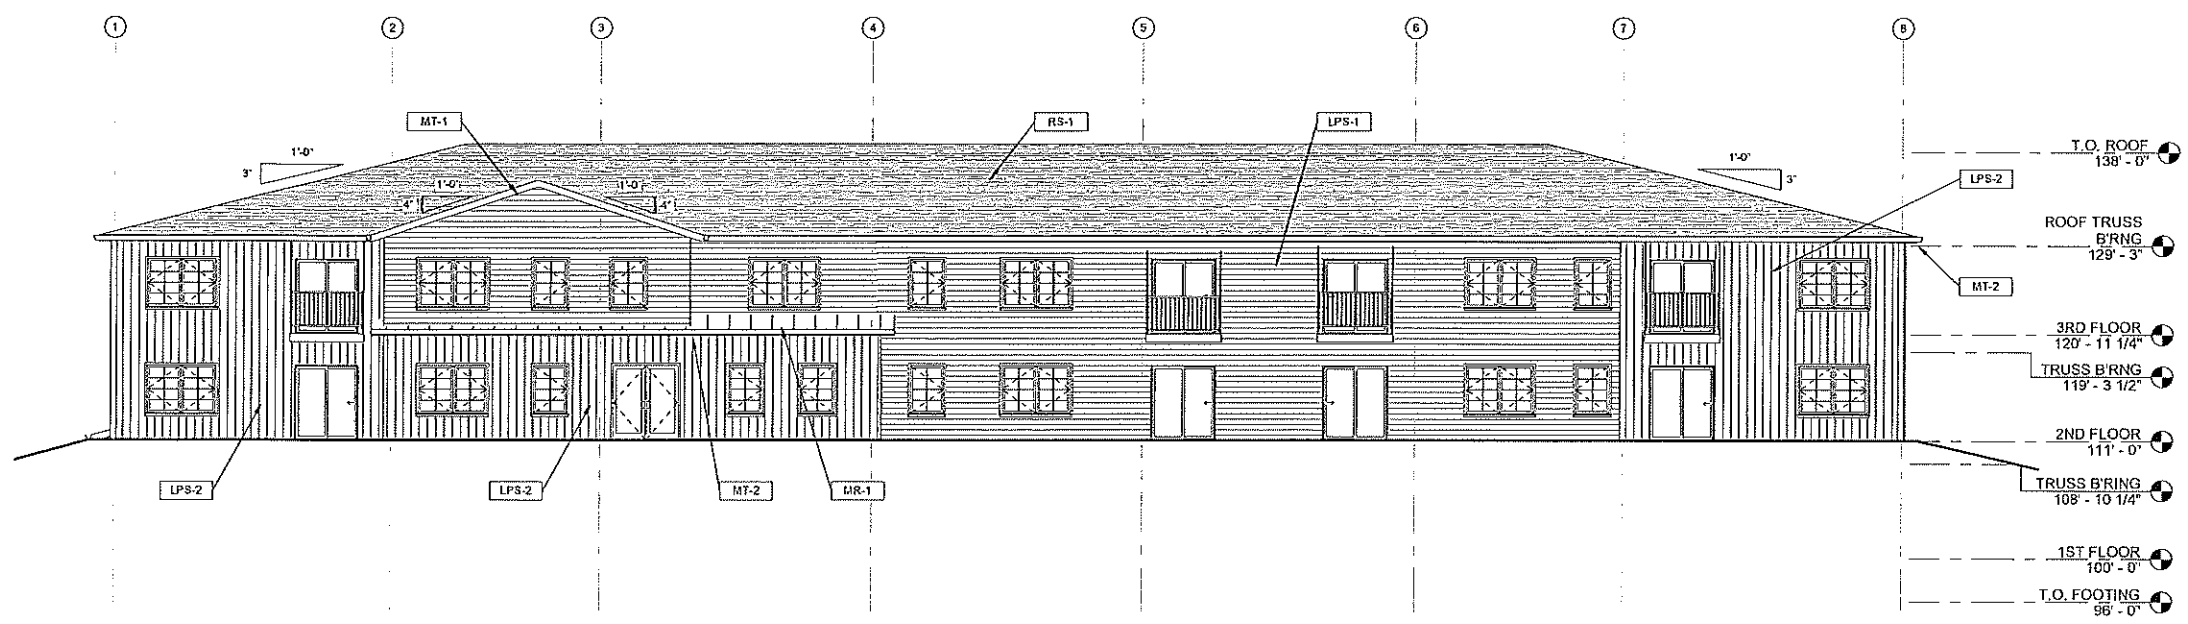 1
2
3
4
5
6
7
8
MT-1
RS-1
LPS-1
T.O. ROOF
138' - 0"
1'-0"
3"
1'-0"
3"
LPS-2
1'-0"
4"
1'-0"
4"
ROOF TRUSS
B'RNG
129' - 3"
MT-2
3RD FLOOR
120' - 11 1/4"
TRUSS B'RNG
119' - 3 1/2"
2ND FLOOR
111' - 0"
LPS-2
LPS-2
MT-2
MR-1
TRUSS B'RING
108' - 10 1/4"
1ST FLOOR
100' - 0"
T.O. FOOTING
96' - 0"